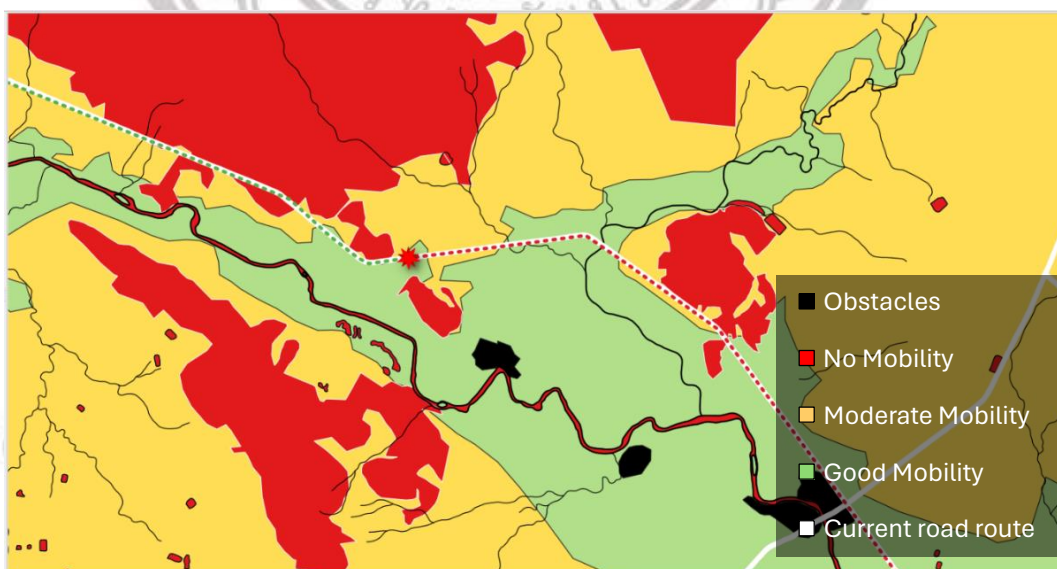 Obstacles
No Mobility
Moderate Mobility
Good Mobility
Current road route